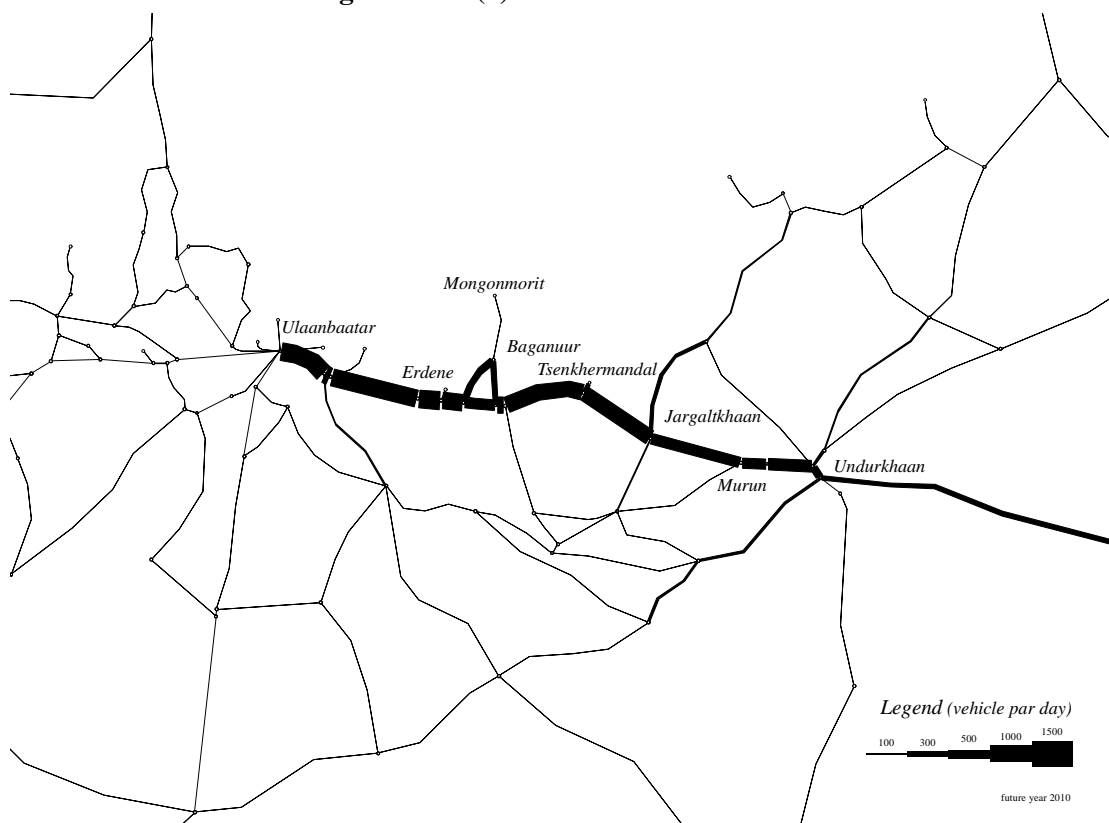 Mongonmorit
Ulaanbaatar
Baganuur
Erdene
Tsenkhermandal
Jargaltkhaan
Undurkhaan
Murun
Legend (vehicle par day)
100 300 500 1000 1500
future year 2010